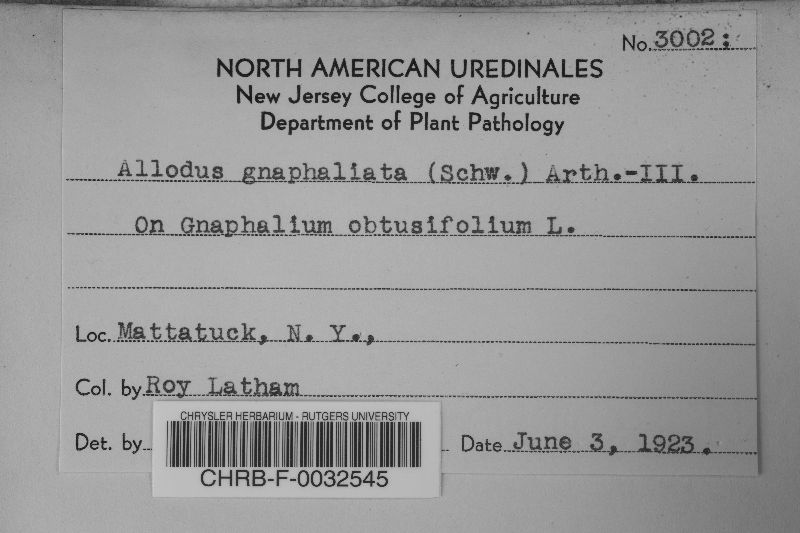 No. 3002:
NORTH AMERICAN UREDINALES
New Jersey College of Agriculture
Department of Plant Pathology
Allodus gnaphaliata (Schw.) Arth.-III.
On Gnaphalium obtusifolium L.
Loc. Mattatuck, N. Y.,
Col. by Roy Latham
Det. by Date June 3, 1923.
CHRYSLER HERBARIUM - RUTGERS UNIVERSITY
CHRB-F-0032545